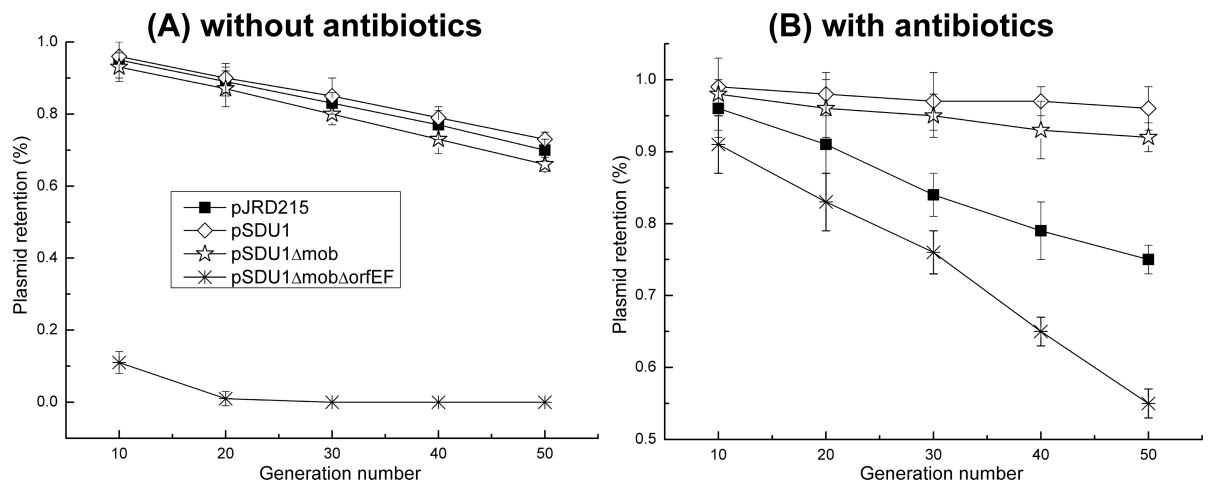 (A) without antibiotics
1.0
0.8
0.6
0.4
0.2
0.0
Plasmid retention (%)
pJRD215
pSDU1
pSDU1Δmob
pSDU1ΔmobΔorfEF
10 20 30 40 50
Generation number
(B) with antibiotics
1.0
0.9
0.8
0.7
0.6
0.5
Plasmid retention (%)
10 20 30 40 50
Generation number